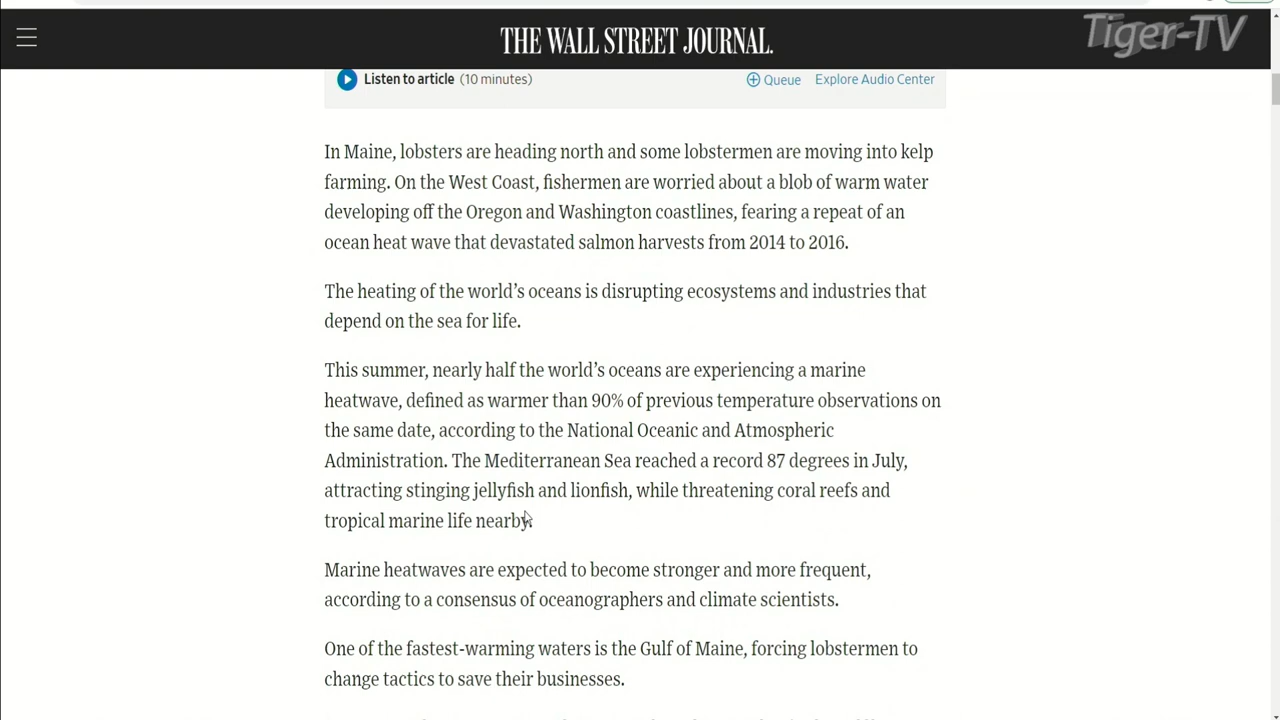 THE WALL STREET JOURNAL.
Tiger-TV
Listen to article (10 minutes)
Queue
Explore Audio Center
In Maine, lobsters are heading north and some lobstermen are moving into kelp
farming. On the West Coast, fishermen are worried about a blob of warm water
developing off the Oregon and Washington coastlines, fearing a repeat of an
ocean heat wave that devastated salmon harvests from 2014 to 2016.
The heating of the world’s oceans is disrupting ecosystems and industries that
depend on the sea for life.
This summer, nearly half the world’s oceans are experiencing a marine
heatwave, defined as warmer than 90% of previous temperature observations on
the same date, according to the National Oceanic and Atmospheric
Administration. The Mediterranean Sea reached a record 87 degrees in July,
attracting stinging jellyfish and lionfish, while threatening coral reefs and
tropical marine life nearby.
Marine heatwaves are expected to become stronger and more frequent,
according to a consensus of oceanographers and climate scientists.
One of the fastest-warming waters is the Gulf of Maine, forcing lobstermen to
change tactics to save their businesses.